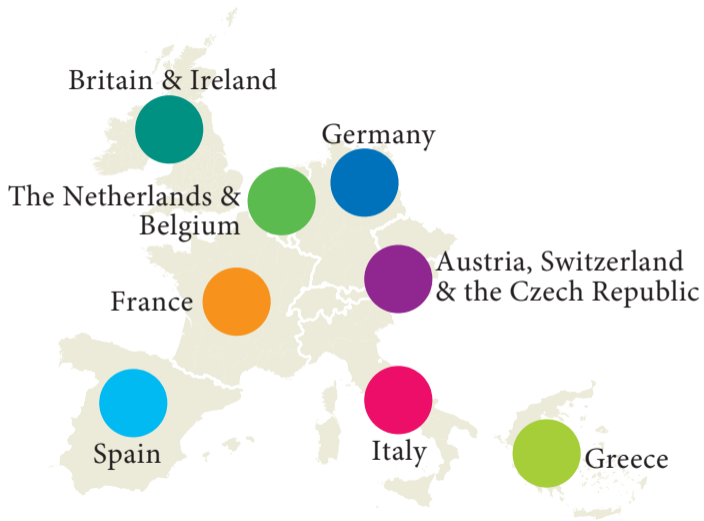 Britain & Ireland
Germany
The Netherlands &
Belgium
Austria, Switzerland
& the Czech Republic
France
Spain
Italy
Greece